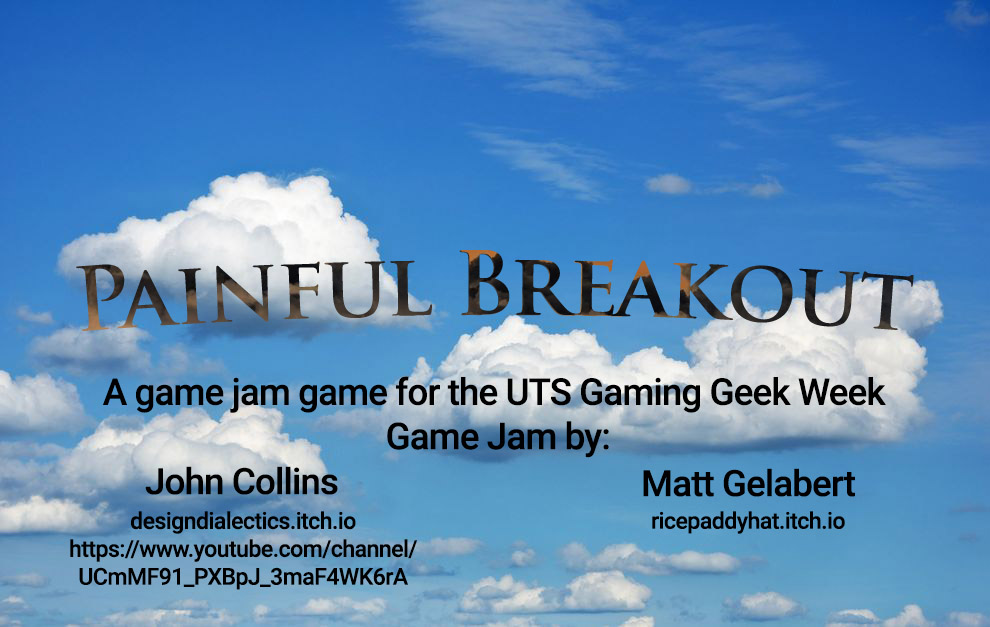 PAINFUL BREAKOUT
A game jam game for the UTS Gaming Geek Week
Game Jam by:
John Collins
designdialectics.itch.io
https://www.youtube.com/channel/
UCmMF91_PXBpJ_3maF4WK6rA
Matt Gelabert
ricepaddyhat.itch.io